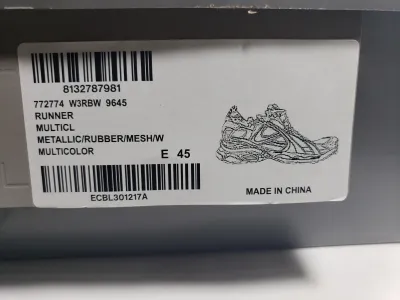 8132787981
772774 W3RBW 9645
RUNNER
MULTICL
METALLIC/RUBBER/MESH/W
MULTICOLOR E 45
ECBL301217A
MADE IN CHINA